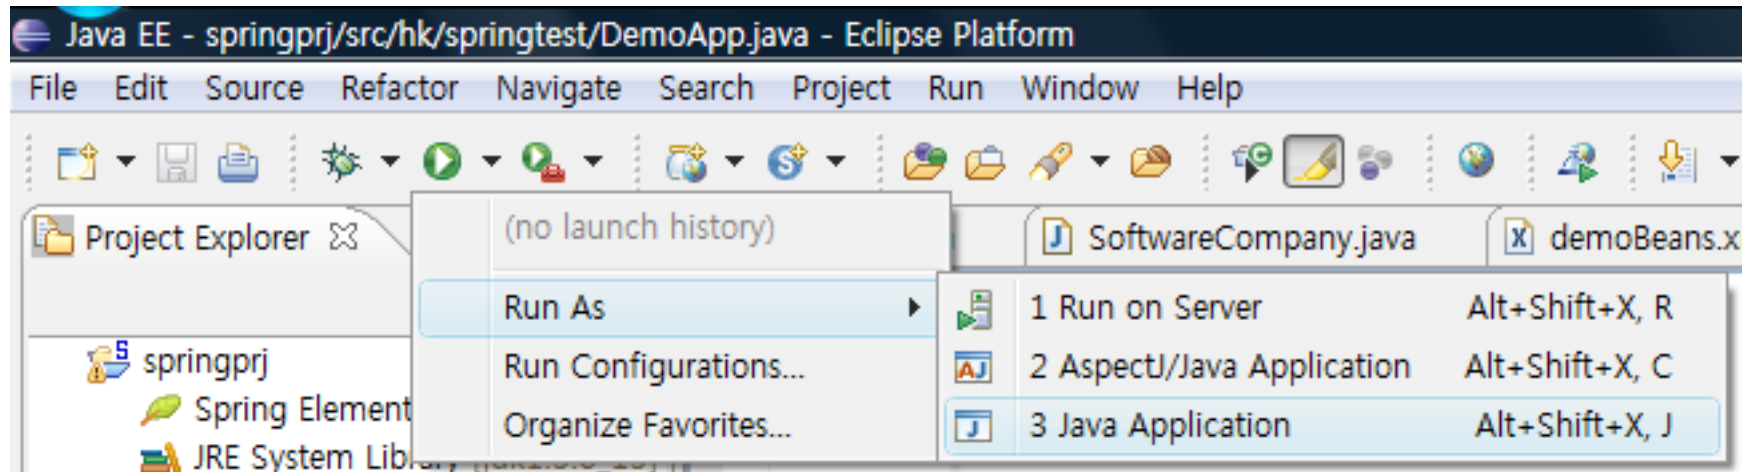 Java EE - springprj/src/hk/springtest/DemoApp.java - Eclipse Platform
File Edit Source Refactor Navigate Search Project Run Window Help
Project Explorer
(no launch history)
SoftwareCompany.java
demoBeans.x
Run As
1 Run on Server Alt+Shift+X, R
springprj
Run Configurations...
2 AspectJ/Java Application Alt+Shift+X, C
Spring Element
Organize Favorites...
3 Java Application Alt+Shift+X, J
JRE System Library